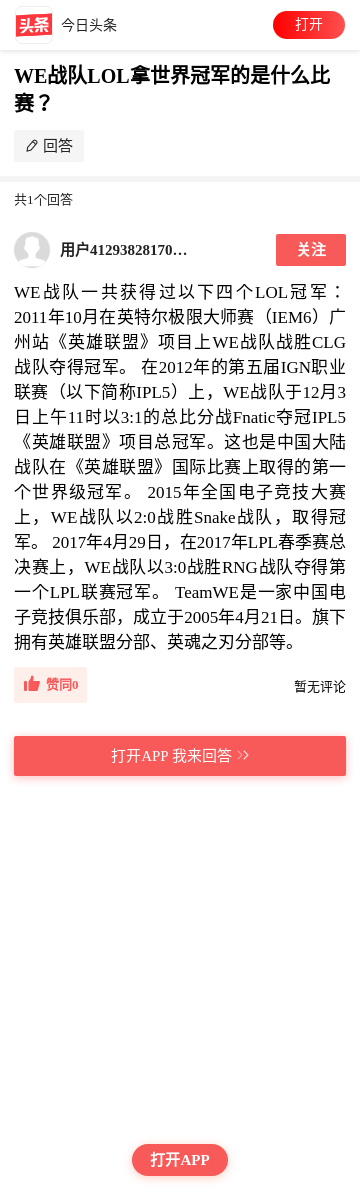 头条 今日头条 打开
WE战队LOL拿世界冠军的是什么比
赛？
回答
共1个回答
用户41293828170… 关注
WE战队一共获得过以下四个LOL冠军：
2011年10月在英特尔极限大师赛（IEM6）广
州站《英雄联盟》项目上WE战队战胜CLG
战队夺得冠军。 在2012年的第五届IGN职业
联赛（以下简称IPL5）上，WE战队于12月3
日上午11时以3:1的总比分战Fnatic夺冠IPL5
《英雄联盟》项目总冠军。这也是中国大陆
战队在《英雄联盟》国际比赛上取得的第一
个世界级冠军。 2015年全国电子竞技大赛
上，WE战队以2:0战胜Snake战队，取得冠
军。 2017年4月29日，在2017年LPL春季赛总
决赛上，WE战队以3:0战胜RNG战队夺得第
一个LPL联赛冠军。 TeamWE是一家中国电
子竞技俱乐部，成立于2005年4月21日。旗下
拥有英雄联盟分部、英魂之刃分部等。
赞同0 暂无评论
打开APP 我来回答
打开APP